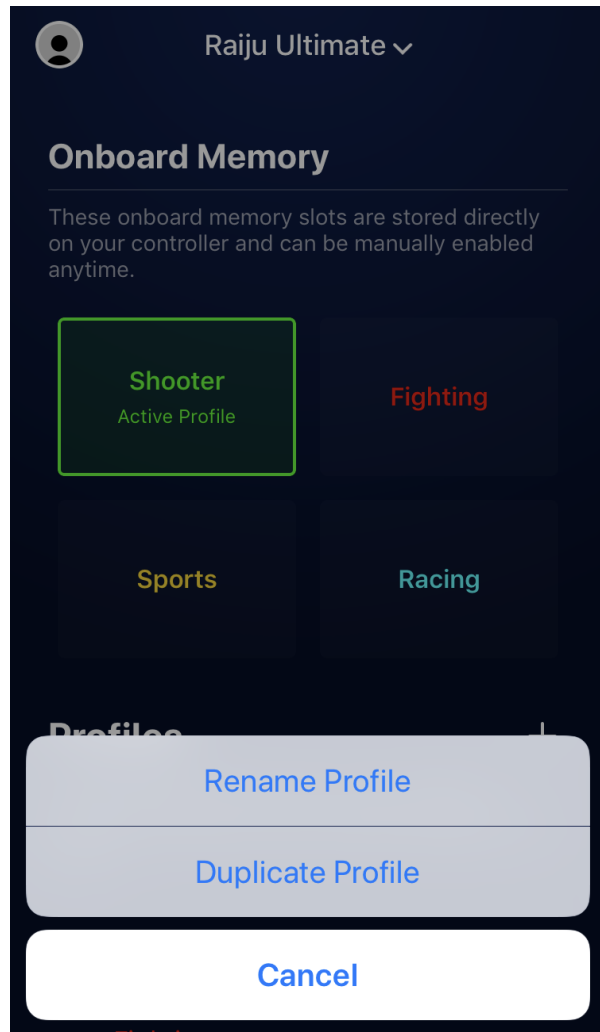 Raiju Ultimate
Onboard Memory
These onboard memory slots are stored directly
on your controller and can be manually enabled
anytime.
Shooter
Active Profile
Fighting
Sports
Racing
Profiles
Rename Profile
Duplicate Profile
Cancel